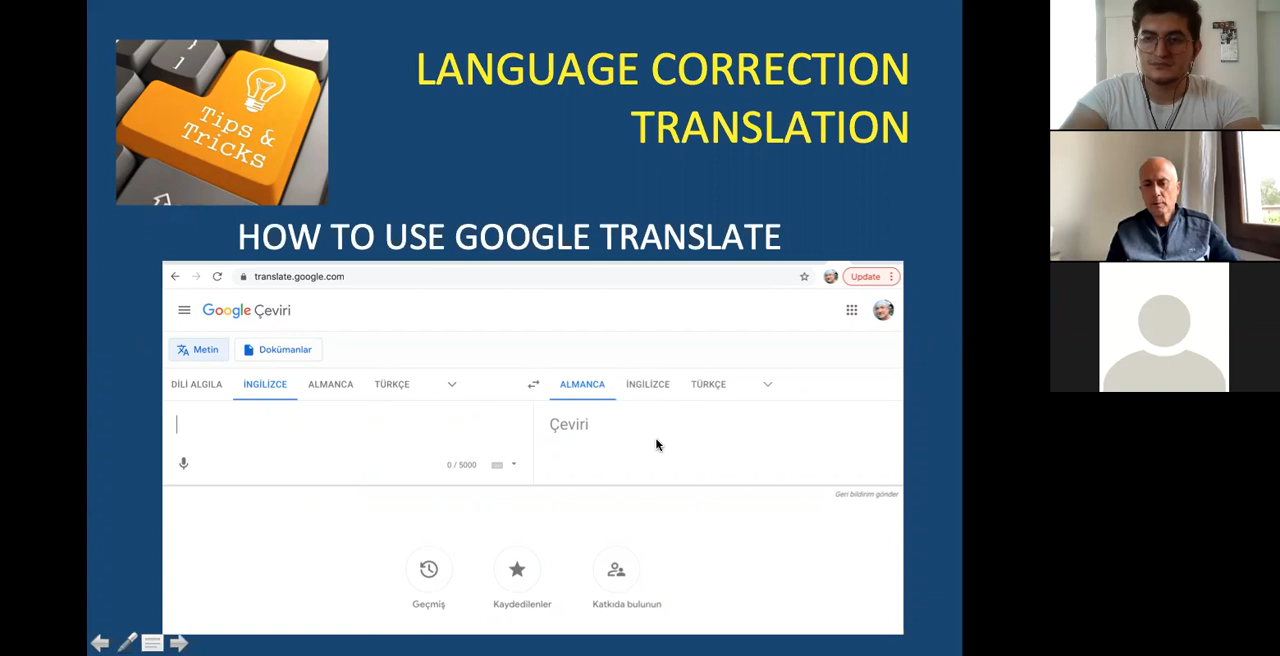 LANGUAGE CORRECTION
TRANSLATION
Tips &
Tricks
HOW TO USE GOOGLE TRANSLATE
translate.google.com
Update
Google Çeviri
Metin
Dokümanlar
DİLİ ALGILA İNGİLİZCE ALMANCA TÜRKÇE ALMANCA İNGİLİZCE TÜRKÇE
Çeviri
0 / 5000
Geri bildirim gönder
Geçmiş Kaydedilenler Katkıda bulunun